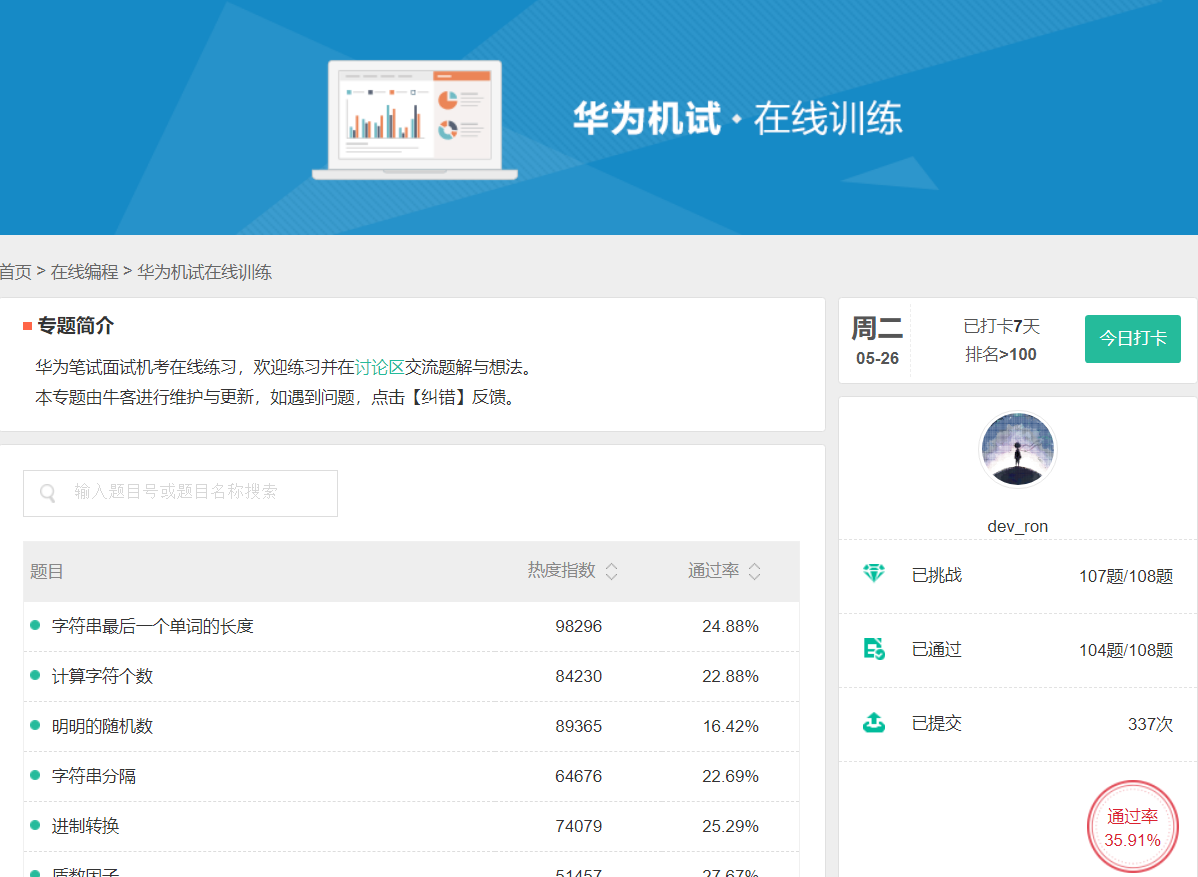 华为机试·在线训练
首页 > 在线编程 > 华为机试在线训练
专题简介
华为笔试面试机考在线练习，欢迎练习并在讨论区交流题解与想法。
本专题由牛客进行维护与更新，如遇到问题，点击【纠错】反馈。
输入题目号或题目名称搜索
题目 热度指数 通过率
字符串最后一个单词的长度 98296 24.88%
计算字符个数 84230 22.88%
明明的随机数 89365 16.42%
字符串分隔 64676 22.69%
进制转换 74079 25.29%
质数因子 51457 27.67%
周二
05-26
已打卡7天
排名>100
今日打卡
dev_ron
已挑战 107题/108题
已通过 104题/108题
已提交 337次
通过率
35.91%